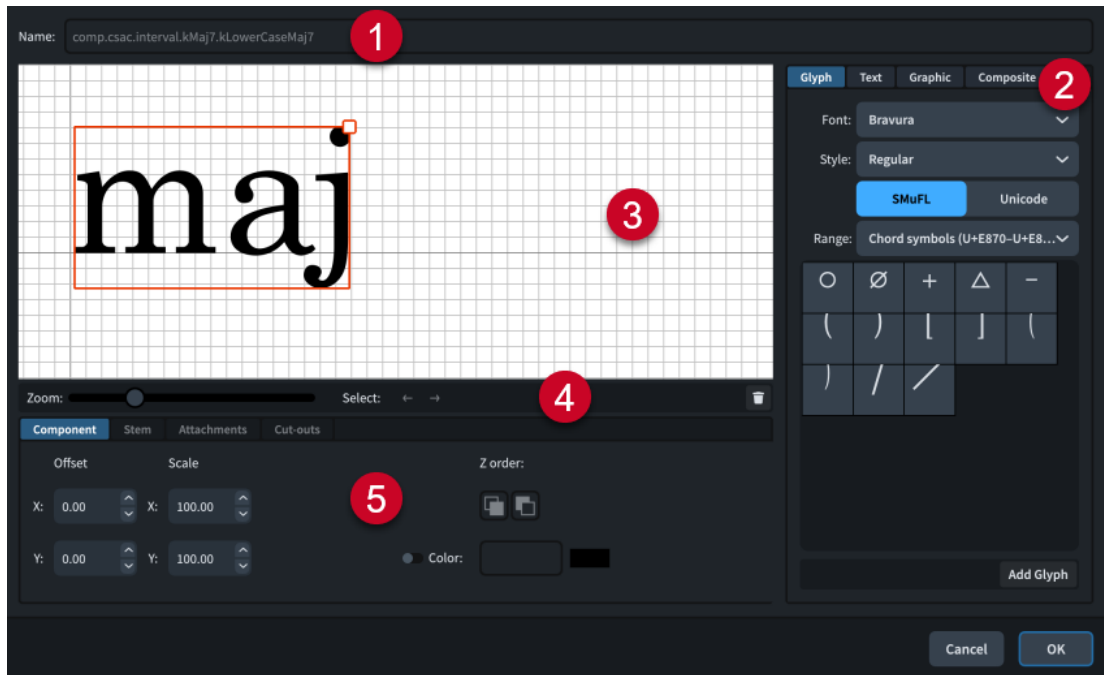 Name: comp.csac.interval.kMaj7.kLowerCaseMaj7
1
Glyph Text Graphic Composite
2
Font: Bravura
Style: Regular
SMuFL Unicode
Range: Chord symbols (U+E870–U+E8...
○ Ø + △ −
( ) [ ] (
) / ⁄
maj
3
Zoom: Select: ← →
4
Component Stem Attachments Cut-outs
Offset Scale Z order:
X: 0.00 X: 100.00
5
Y: 0.00 Y: 100.00 Color:
Add Glyph
Cancel OK